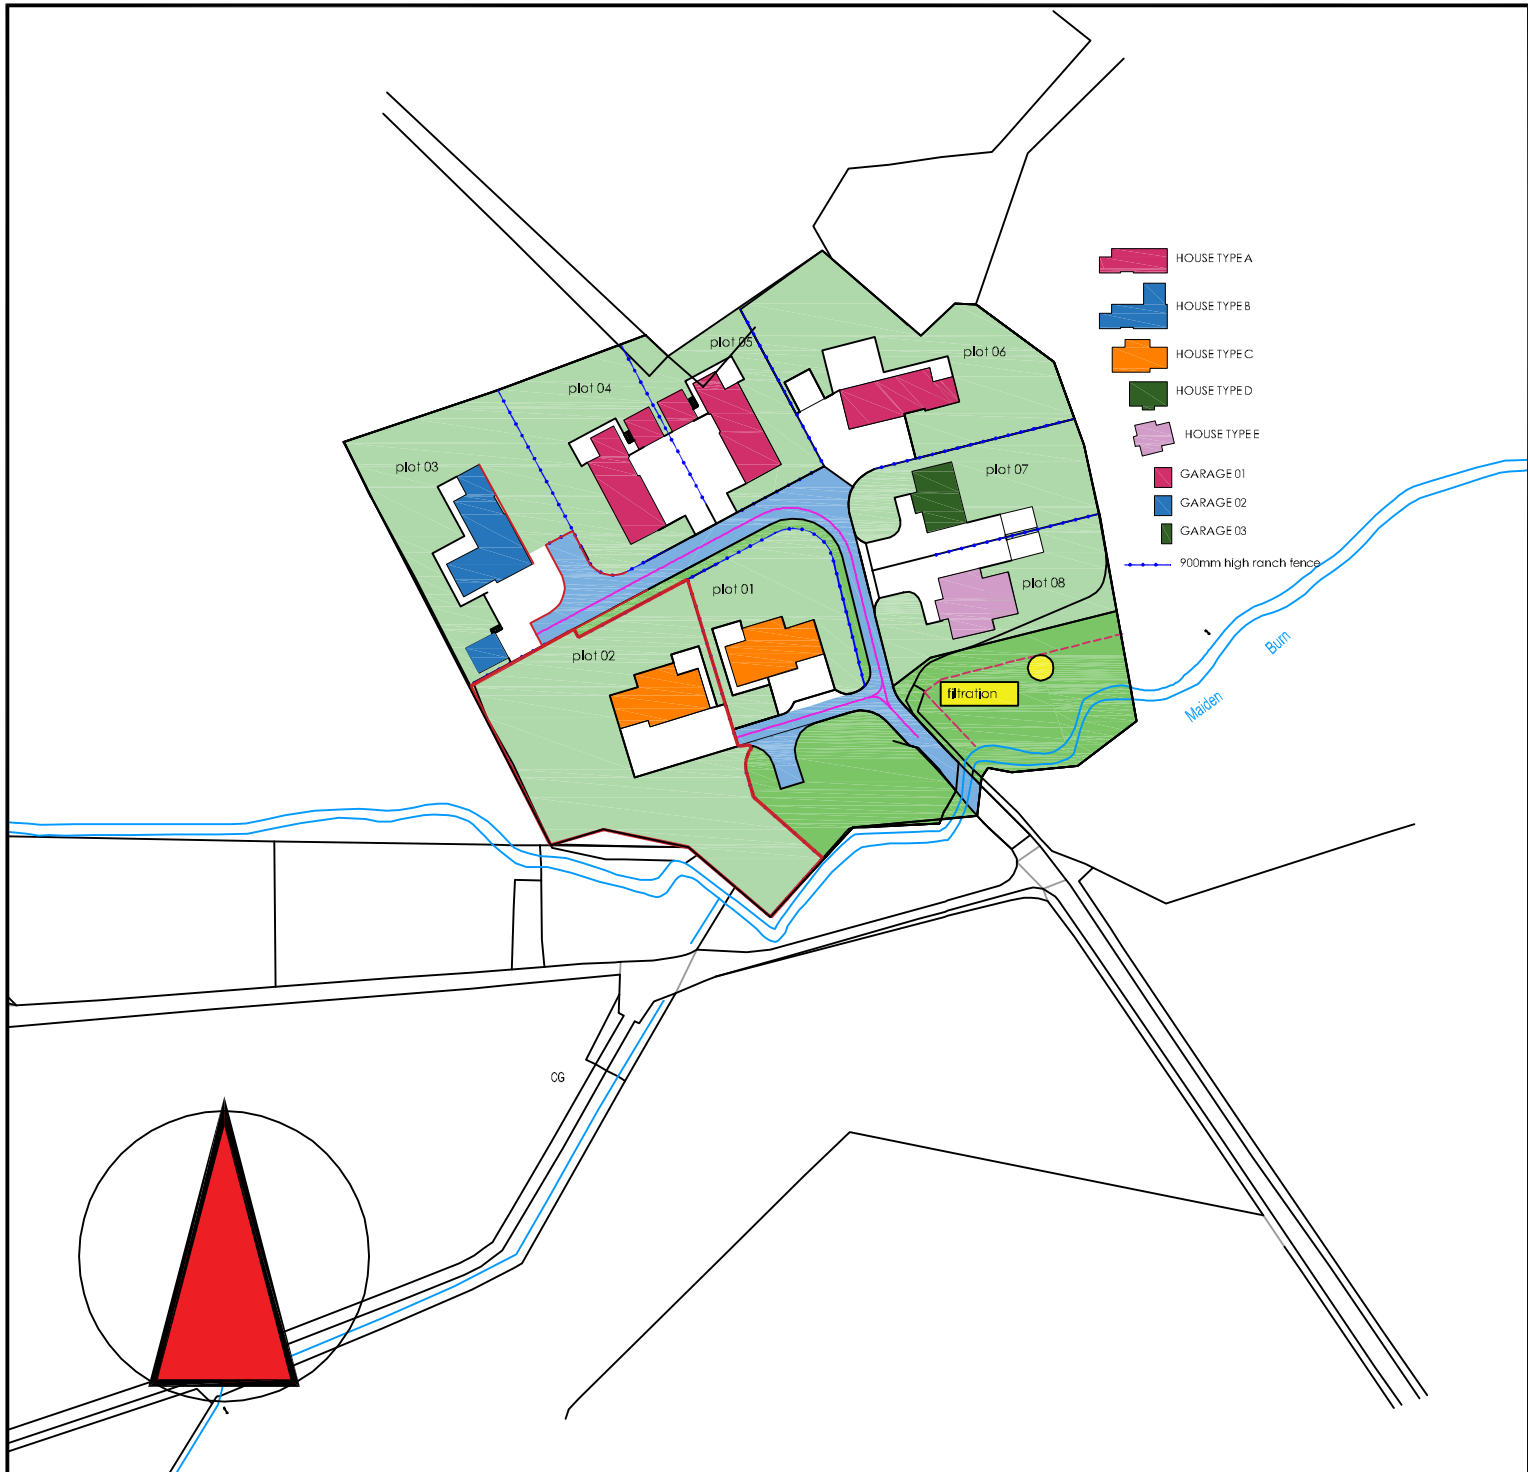 HOUSE TYPE A
HOUSE TYPE B
plot 05
plot 06
HOUSE TYPE C
plot 04
HOUSE TYPE D
HOUSE TYPE E
plot 03
plot 07
GARAGE 01
GARAGE 02
GARAGE 03
900mm high ranch fence
plot 01
plot 08
plot 02
Burn
filtration
Maiden
CG